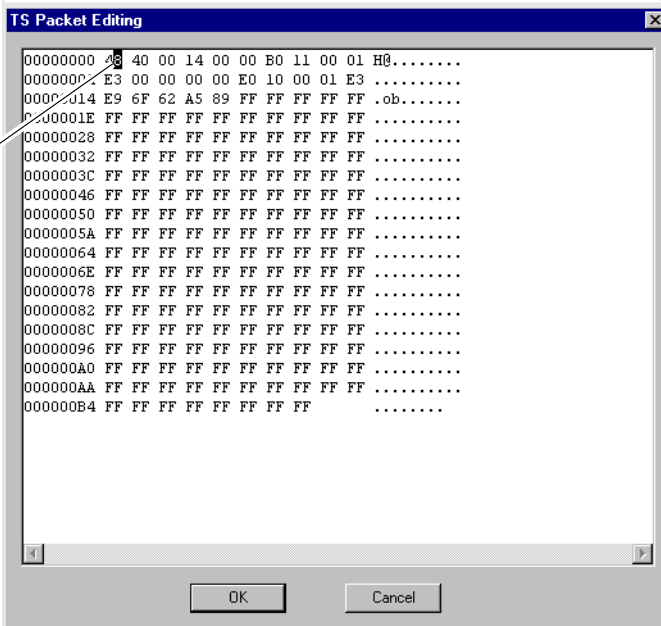 TS Packet Editing
00000000 48 40 00 14 00 00 B0 11 00 01 H@........
0000000A E3 00 00 00 00 E0 10 00 01 E3 ..........
00000014 E9 6F 62 A5 89 FF FF FF FF FF .ob.......
0000001E FF FF FF FF FF FF FF FF FF FF ..........
00000028 FF FF FF FF FF FF FF FF FF FF ..........
00000032 FF FF FF FF FF FF FF FF FF FF ..........
0000003C FF FF FF FF FF FF FF FF FF FF ..........
00000046 FF FF FF FF FF FF FF FF FF FF ..........
00000050 FF FF FF FF FF FF FF FF FF FF ..........
0000005A FF FF FF FF FF FF FF FF FF FF ..........
00000064 FF FF FF FF FF FF FF FF FF FF ..........
0000006E FF FF FF FF FF FF FF FF FF FF ..........
00000078 FF FF FF FF FF FF FF FF FF FF ..........
00000082 FF FF FF FF FF FF FF FF FF FF ..........
0000008C FF FF FF FF FF FF FF FF FF FF ..........
00000096 FF FF FF FF FF FF FF FF FF FF ..........
000000A0 FF FF FF FF FF FF FF FF FF FF ..........
000000AA FF FF FF FF FF FF FF FF FF FF ..........
000000B4 FF FF FF FF FF FF FF FF ........
OK Cancel